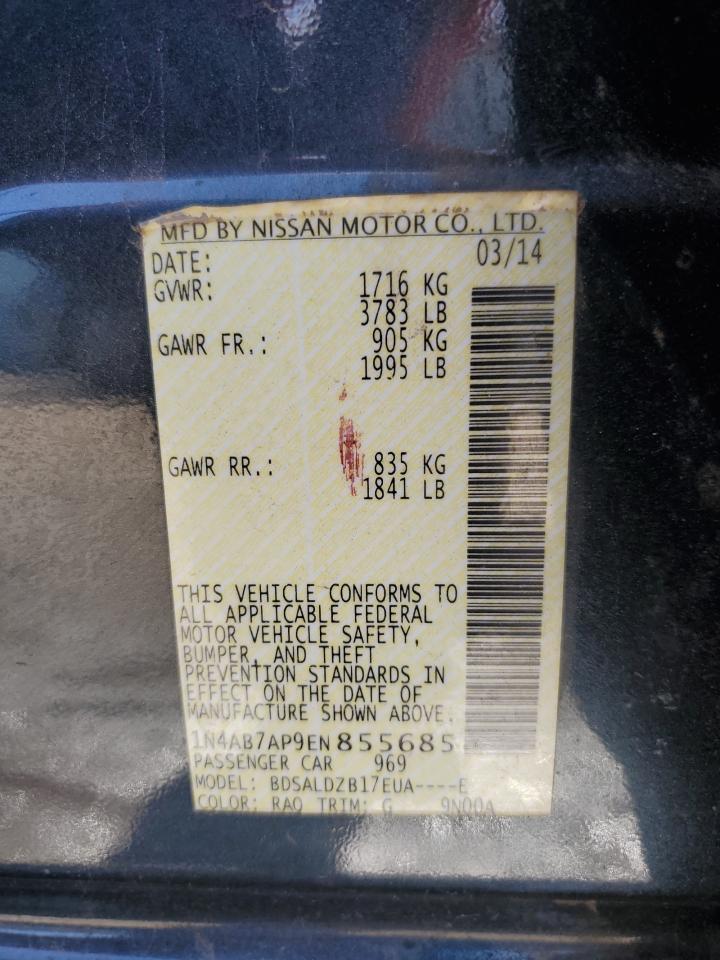 MFD BY NISSAN MOTOR CO., LTD.
DATE: 03/14
GVWR: 1716 KG
3783 LB
GAWR FR.: 905 KG
1995 LB
GAWR RR.: 835 KG
1841 LB
THIS VEHICLE CONFORMS TO
ALL APPLICABLE FEDERAL
MOTOR VEHICLE SAFETY,
BUMPER, AND THEFT
PREVENTION STANDARDS IN
EFFECT ON THE DATE OF
MANUFACTURE SHOWN ABOVE.
1N4AB7AP9EN855685
PASSENGER CAR 969
MODEL: BDSALDZB17EUA----E
COLOR: RAQ TRIM: G 9N00A